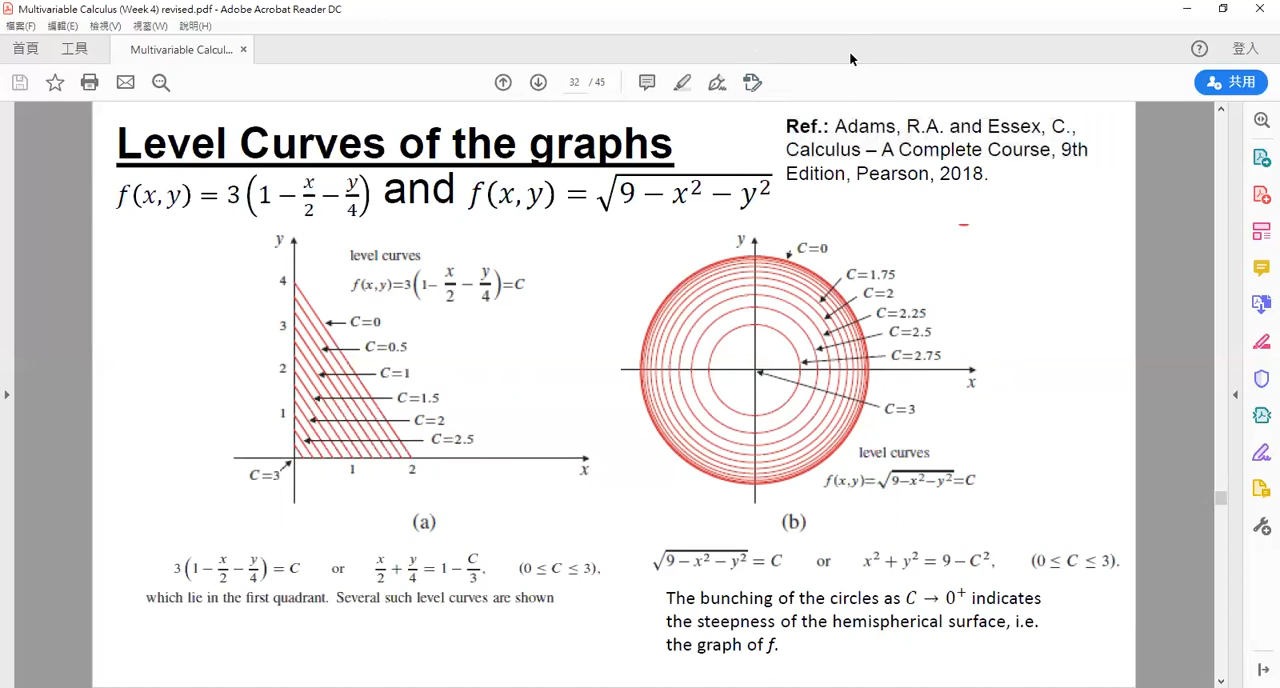 Multivariable Calculus (Week 4) revised.pdf - Adobe Acrobat Reader DC
檔案(F) 編輯(E) 檢視(V) 視窗(W) 說明(H)
首頁 工具 Multivariable Calcul... × 登入
32 / 45 共用
Level Curves of the graphs
f(x,y) = 3(1 − x/2 − y/4) and f(x,y) = √(9 − x² − y²)
Ref.: Adams, R.A. and Essex, C.,
Calculus – A Complete Course, 9th
Edition, Pearson, 2018.
y
level curves
f(x,y)=3(1− x/2 − y/4)=C
4
3
2
1
C=0
C=0.5
C=1
C=1.5
C=2
C=2.5
C=3
1
2
x
(a)
y
C=0
C=1.75
C=2
C=2.25
C=2.5
C=2.75
x
C=3
level curves
f(x,y)=√(9−x²−y²)=C
(b)
3(1− x/2 − y/4) = C or x/2 + y/4 = 1 − C/3, (0 ≤ C ≤ 3),
which lie in the first quadrant. Several such level curves are shown
√(9 − x² − y²) = C or x² + y² = 9 − C², (0 ≤ C ≤ 3).
The bunching of the circles as C → 0⁺ indicates
the steepness of the hemispherical surface, i.e.
the graph of f.